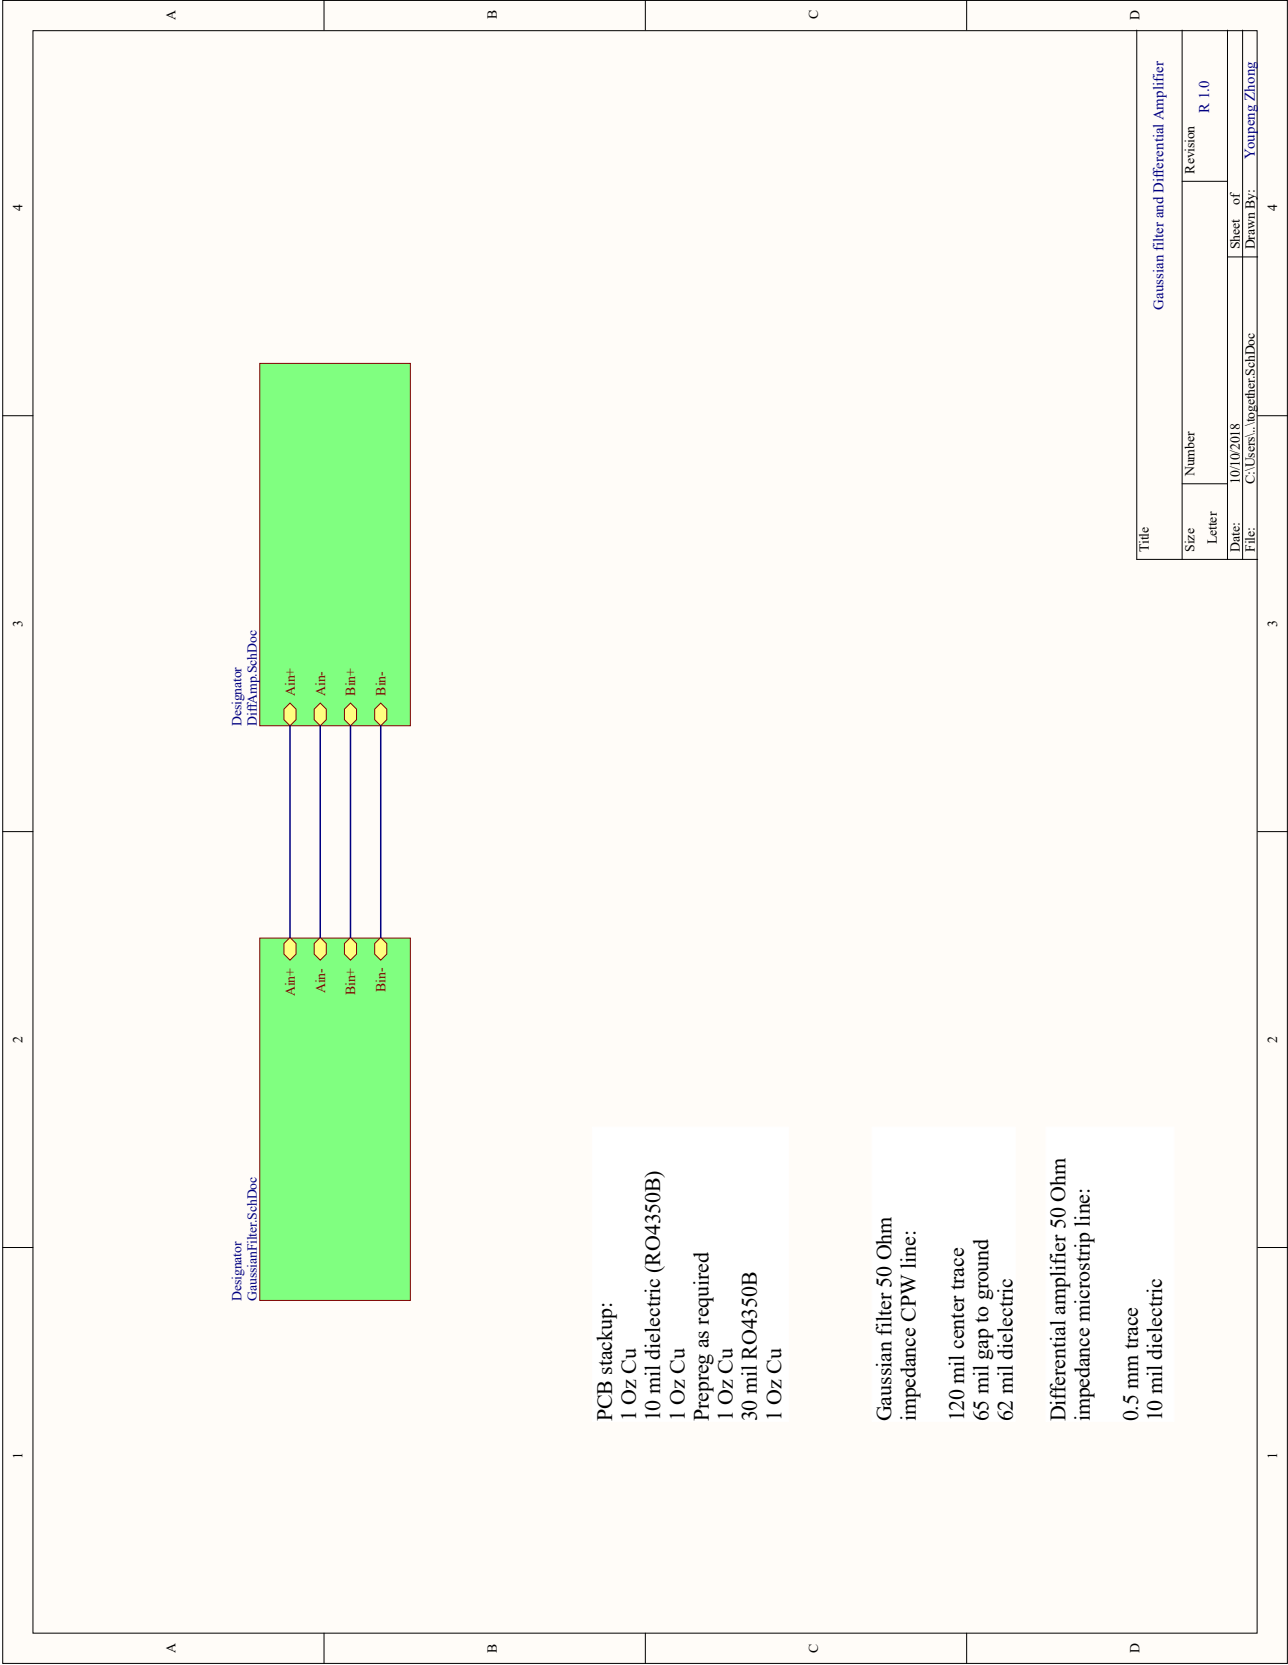 1
2
3
4
A
A
B
B
C
C
D
D
1
2
3
4
Designator
GaussianFilter.SchDoc
Ain+
Ain-
Bin+
Bin-
Designator
DiffAmp.SchDoc
Ain+
Ain-
Bin+
Bin-
PCB stackup:
1 Oz Cu
10 mil dielectric (RO4350B)
1 Oz Cu
Prepreg as required
1 Oz Cu
30 mil RO4350B
1 Oz Cu
Gaussian filter 50 Ohm
impedance CPW line:
120 mil center trace
65 mil gap to ground
62 mil dielectric
Differential amplifier 50 Ohm
impedance microstrip line:
0.5 mm trace
10 mil dielectric
Title
Gaussian filter and Differential Amplifier
Size
Number
Revision
Letter
R 1.0
Date: 10/10/2018 Sheet of
File: C:\Users\..\together.SchDoc Drawn By: Youpeng Zhong